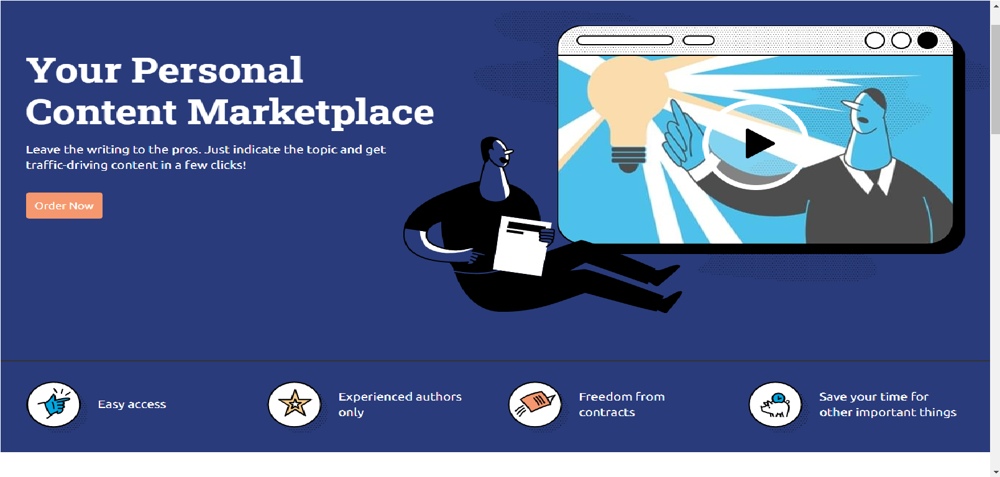 Your Personal
Content Marketplace
Leave the writing to the pros. Just indicate the topic and get
traffic-driving content in a few clicks!
Order Now
Easy access
Experienced authors
only
Freedom from
contracts
Save your time for
other important things